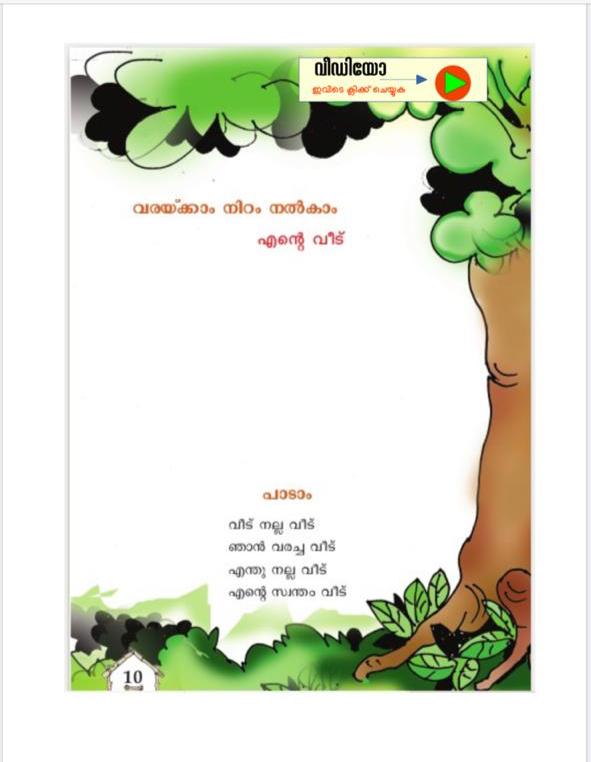 വീഡിയോ
ഇവിടെ ക്ലിക്ക് ചെയ്യുക
വരയ്ക്കാം നിറം നൽകാം
എന്റെ വീട്
പാടാം
വീട് നല്ല വീട്
ഞാൻ വരച്ച വീട്
എന്തു നല്ല വീട്
എന്റെ സ്വന്തം വീട്
10